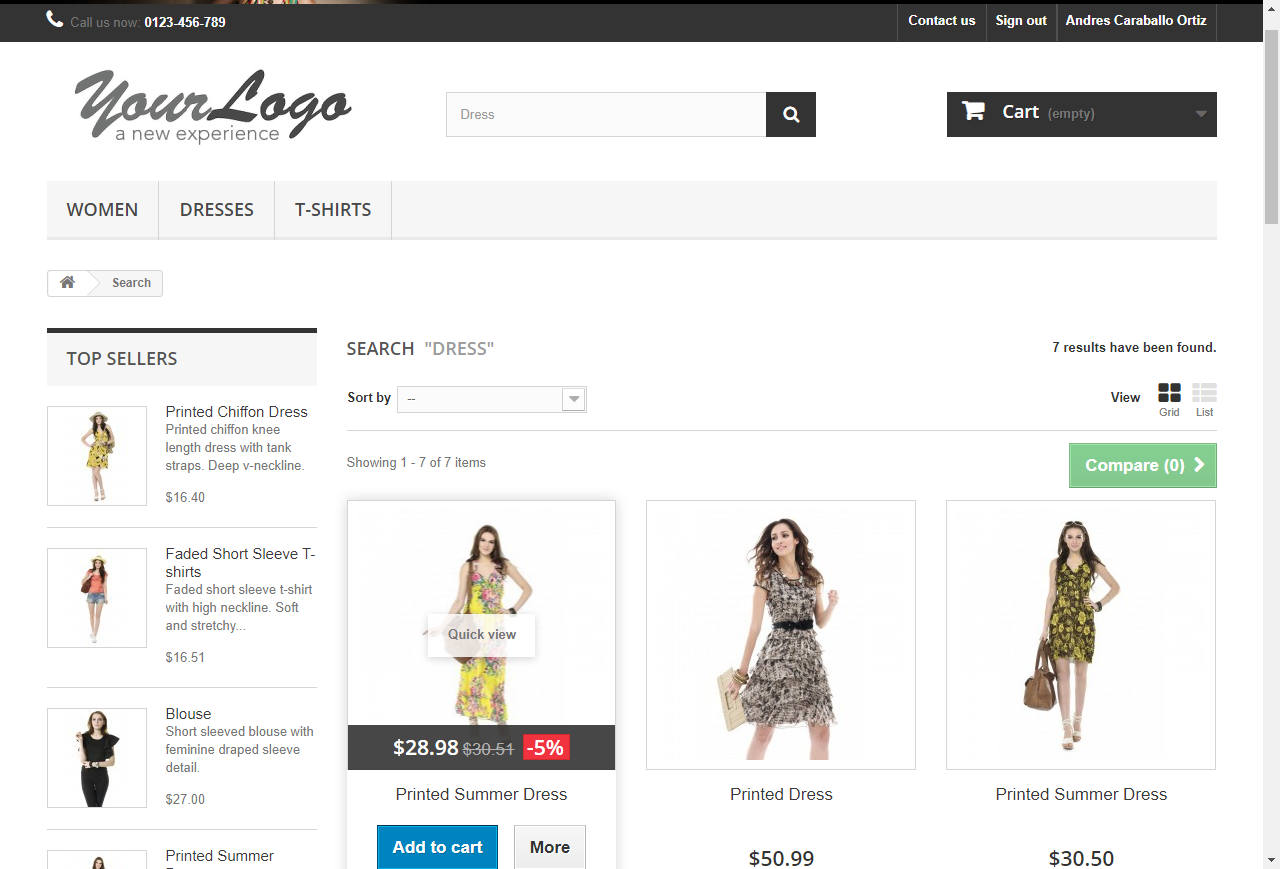 Call us now: 0123-456-789
Contact us
Sign out
Andres Caraballo Ortiz
YourLogo
a new experience
Dress
Cart (empty)
WOMEN
DRESSES
T-SHIRTS
Search
TOP SELLERS
Printed Chiffon Dress
Printed chiffon knee
length dress with tank
straps. Deep v-neckline.
$16.40
Faded Short Sleeve T-
shirts
Faded short sleeve t-shirt
with high neckline. Soft
and stretchy...
$16.51
Blouse
Short sleeved blouse with
feminine draped sleeve
detail.
$27.00
Printed Summer
SEARCH "DRESS"
7 results have been found.
Sort by --
View
Grid
List
Showing 1 - 7 of 7 items
Compare (0)
Quick view
$28.98 $30.51 -5%
Printed Summer Dress
Add to cart
More
Printed Dress
$50.99
Printed Summer Dress
$30.50